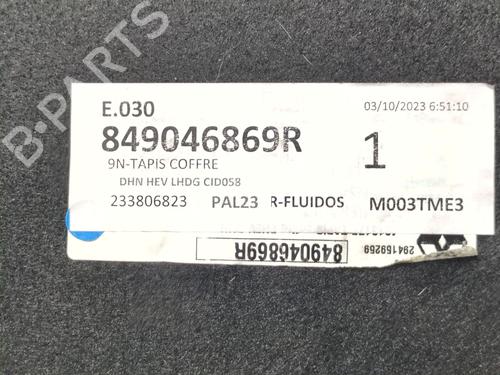 B-PARTS
E.030
03/10/2023 6:51:10
849046869R
1
9N-TAPIS COFFRE
DHN HEV LHDG CID058
233806823 PAL23 R-FLUIDOS M003TME3
294159269
849046869R